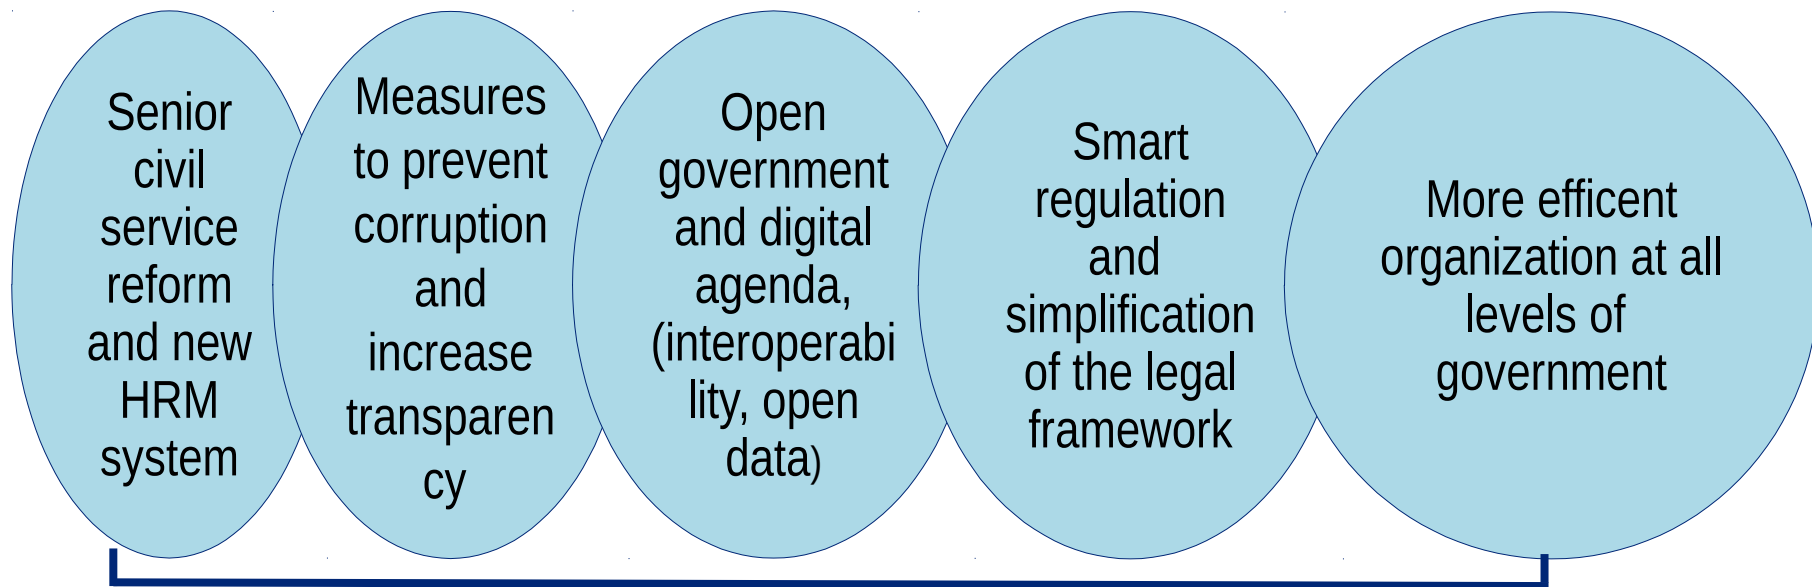 Senior
civil
service
reform
and new
HRM
system
Measures
to prevent
corruption
and
increase
transparen
cy
Open
government
and digital
agenda,
(interoperabi
lity, open
data)
Smart
regulation
and
simplification
of the legal
framework
More efficent
organization at all
levels of
government